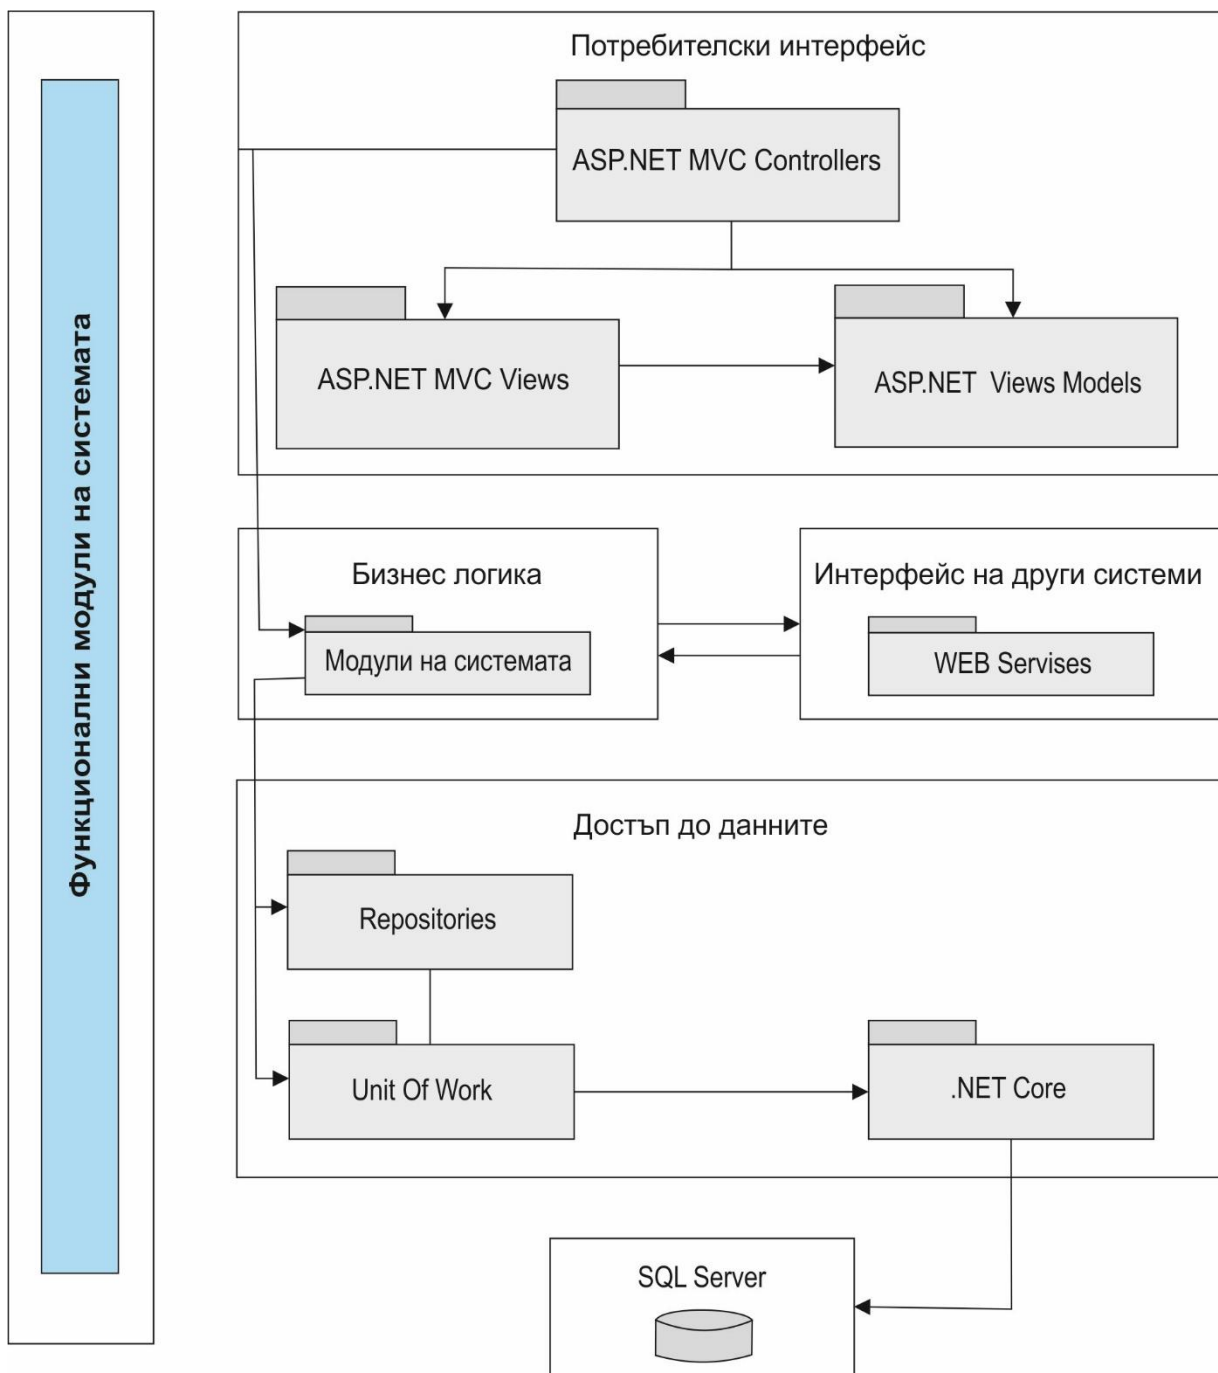 Функционални модули на системата
Потребителски интерфейс
ASP.NET MVC Controllers
ASP.NET MVC Views
ASP.NET Views Models
Бизнес логика
Модули на системата
Интерфейс на други системи
WEB Servises
Достъп до данните
Repositories
Unit Of Work
.NET Core
SQL Server